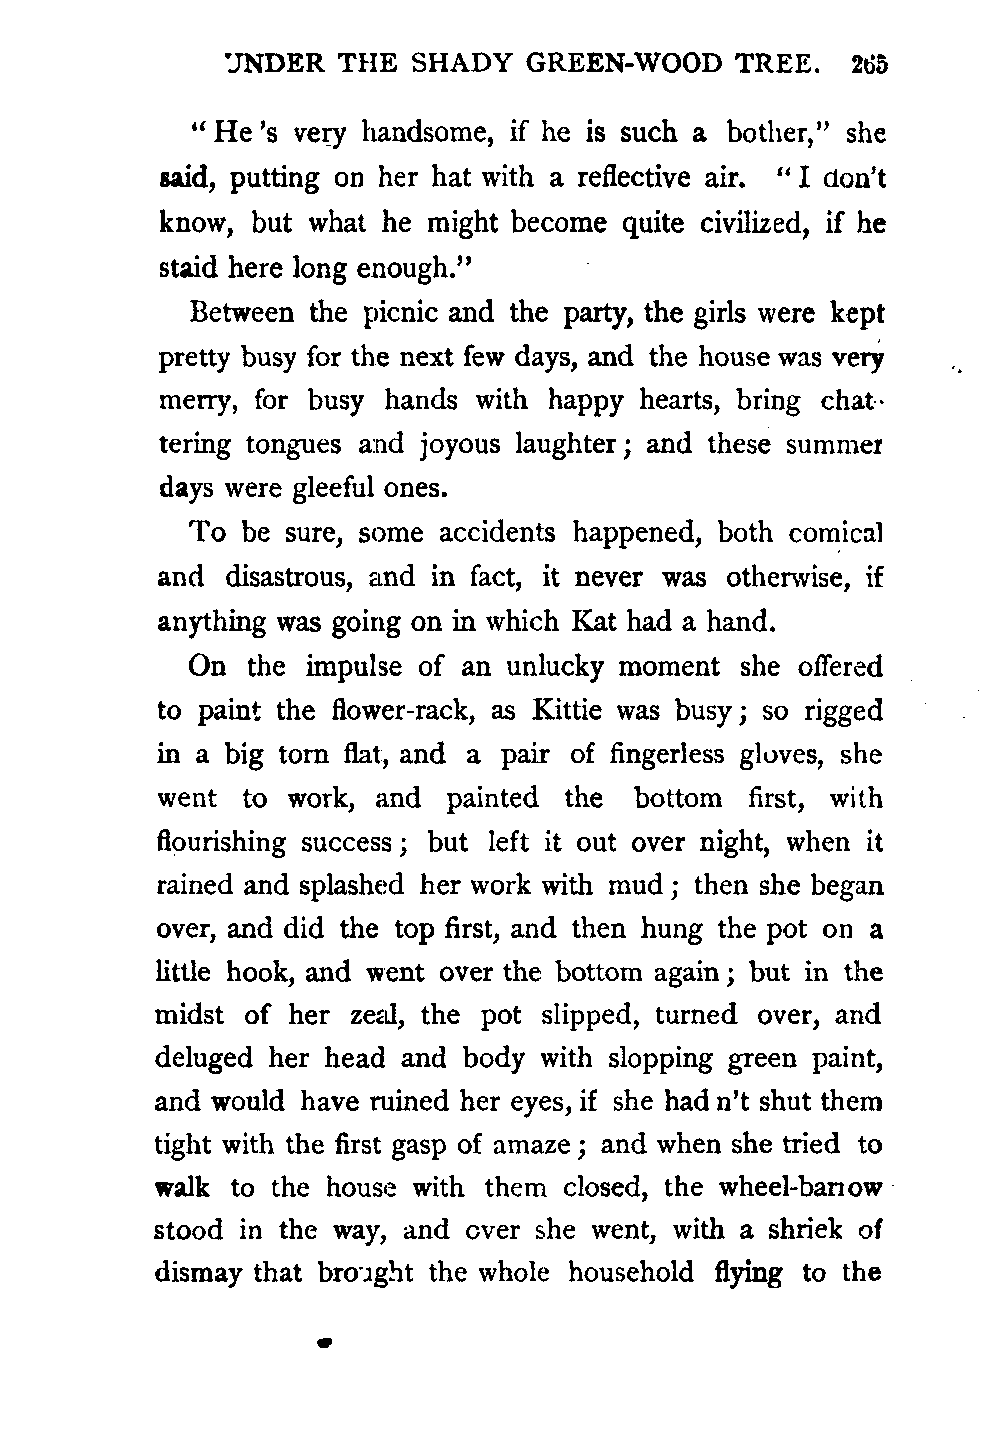 UNDER THE SHADY GREEN-WOOD TREE. 265
“He's very handsome, if he is such a bother,” she
said, putting on her hat with a reflective air. “I don't
know, but what he might become quite civilized, if he
staid here long enough.”
Between the picnic and the party, the girls were kept
pretty busy for the next few days, and the house was very
merry, for busy hands with happy hearts, bring chat-
tering tongues and joyous laughter; and these summer
days were gleeful ones.
To be sure, some accidents happened, both comical
and disastrous, and in fact, it never was otherwise, if
anything was going on in which Kat had a hand.
On the impulse of an unlucky moment she offered
to paint the flower-rack, as Kittie was busy; so rigged
in a big torn flat, and a pair of fingerless gloves, she
went to work, and painted the bottom first, with
flourishing success; but left it out over night, when it
rained and splashed her work with mud; then she began
over, and did the top first, and then hung the pot on a
little hook, and went over the bottom again; but in the
midst of her zeal, the pot slipped, turned over, and
deluged her head and body with slopping green paint,
and would have ruined her eyes, if she had n't shut them
tight with the first gasp of amaze; and when she tried to
walk to the house with them closed, the wheel-barrow
stood in the way, and over she went, with a shriek of
dismay that brought the whole household flying to the